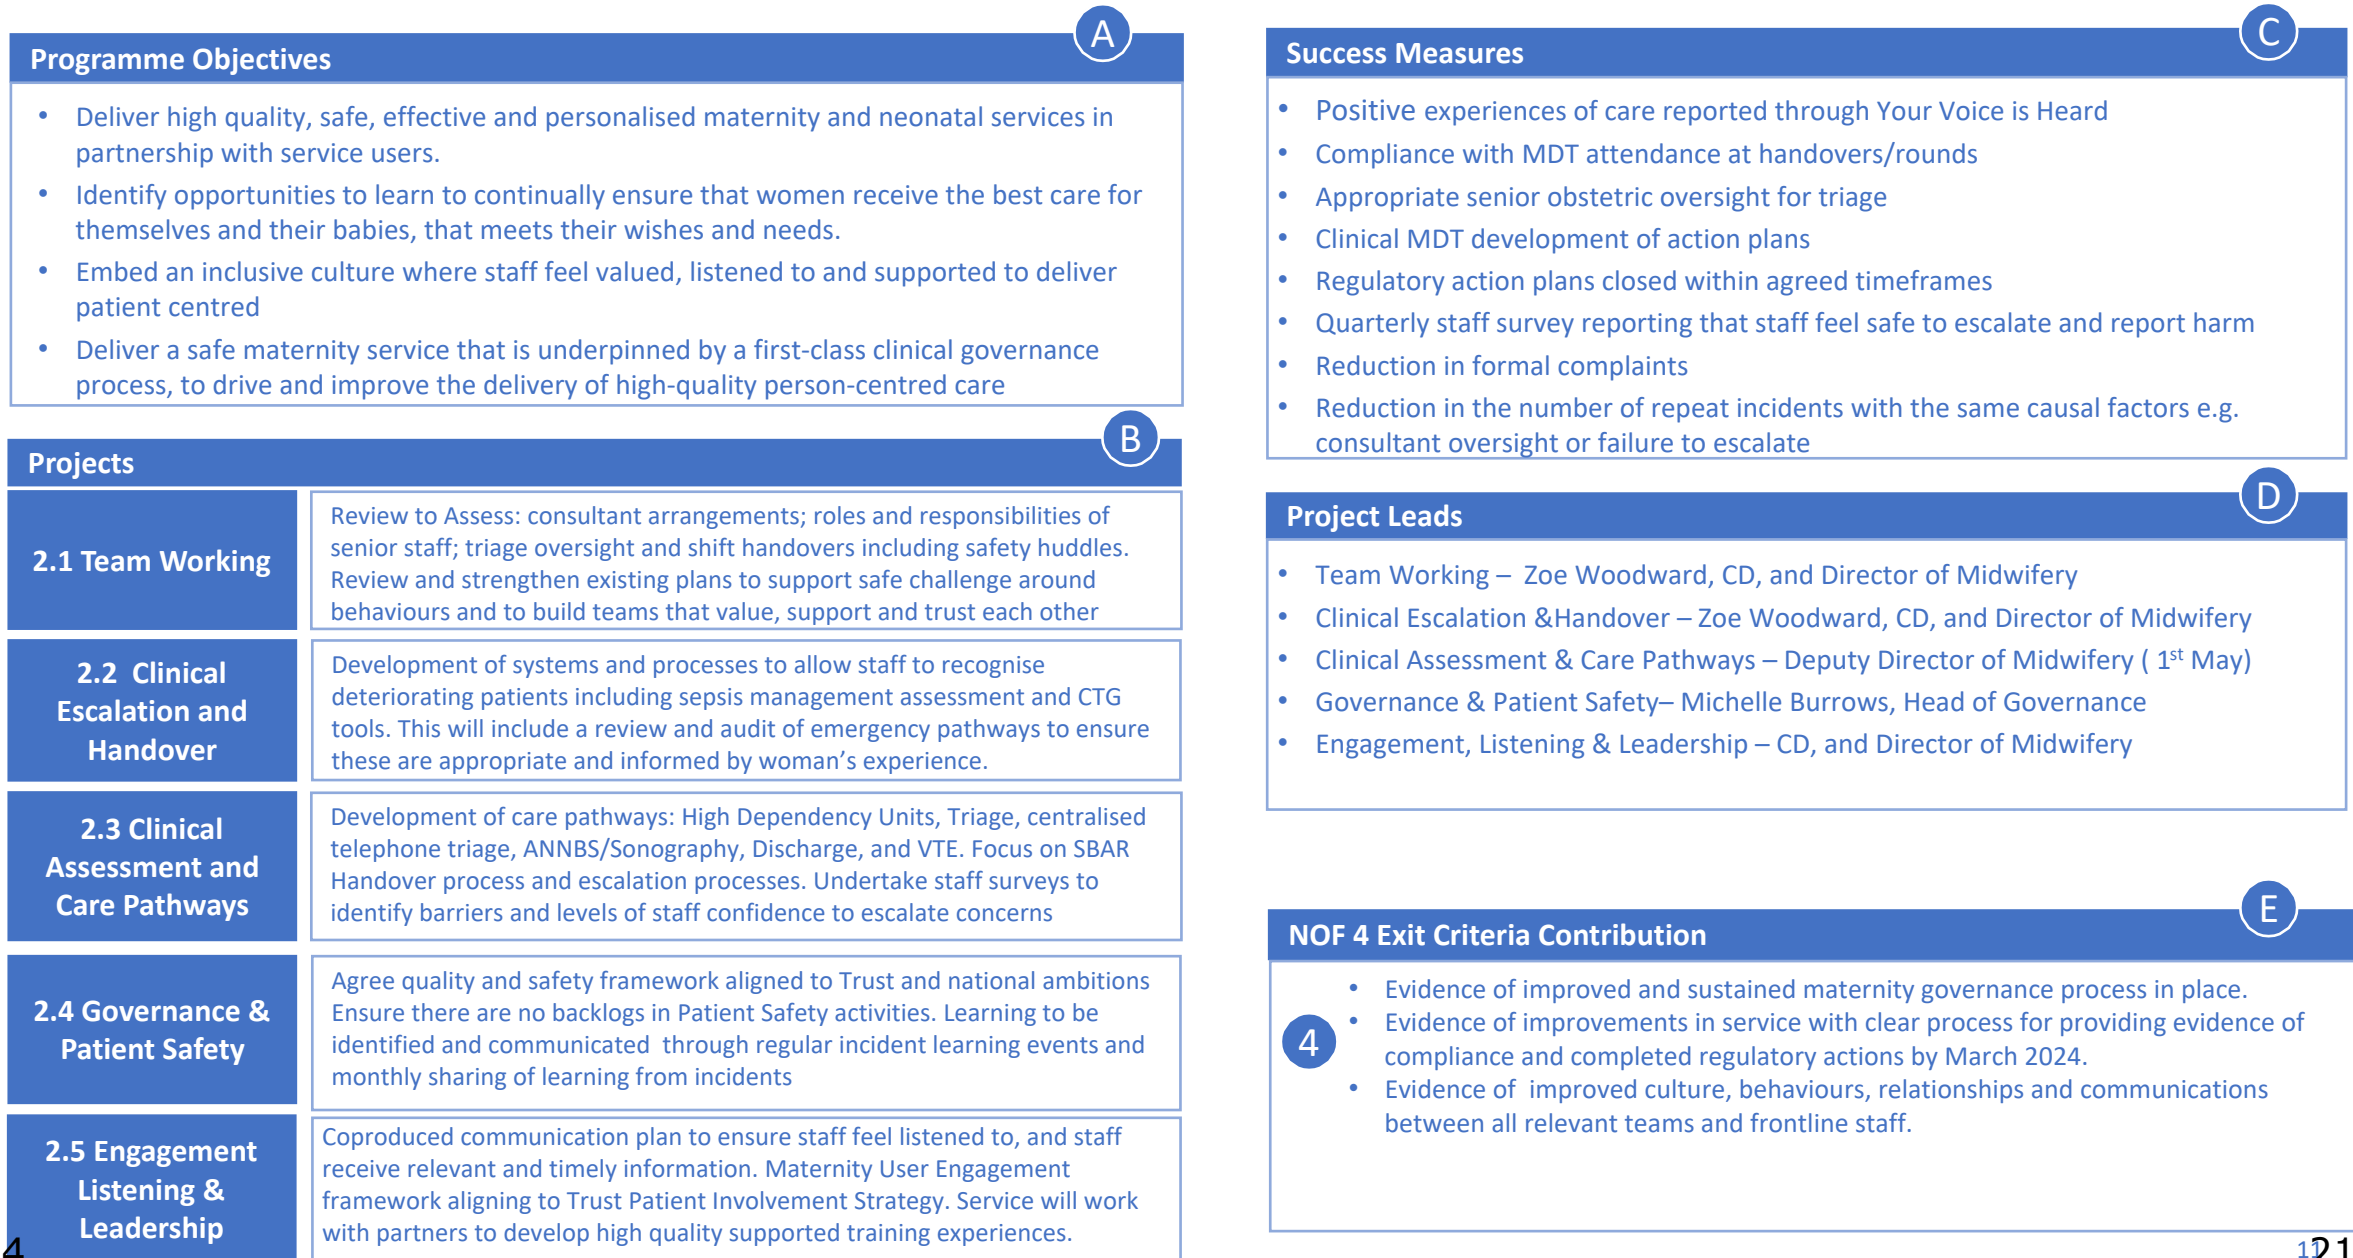 A
Programme Objectives
• Deliver high quality, safe, effective and personalised maternity and neonatal services in
partnership with service users.
• Identify opportunities to learn to continually ensure that women receive the best care for
themselves and their babies, that meets their wishes and needs.
• Embed an inclusive culture where staff feel valued, listened to and supported to deliver
patient centred
• Deliver a safe maternity service that is underpinned by a first-class clinical governance
process, to drive and improve the delivery of high-quality person-centred care
B
Projects
2.1 Team Working
Review to Assess: consultant arrangements; roles and responsibilities of
senior staff; triage oversight and shift handovers including safety huddles.
Review and strengthen existing plans to support safe challenge around
behaviours and to build teams that value, support and trust each other
2.2 Clinical
Escalation and
Handover
Development of systems and processes to allow staff to recognise
deteriorating patients including sepsis management assessment and CTG
tools. This will include a review and audit of emergency pathways to ensure
these are appropriate and informed by woman's experience.
2.3 Clinical
Assessment and
Care Pathways
Development of care pathways: High Dependency Units, Triage, centralised
telephone triage, ANNBS/Sonography, Discharge, and VTE. Focus on SBAR
Handover process and escalation processes. Undertake staff surveys to
identify barriers and levels of staff confidence to escalate concerns
2.4 Governance &
Patient Safety
Agree quality and safety framework aligned to Trust and national ambitions
Ensure there are no backlogs in Patient Safety activities. Learning to be
identified and communicated through regular incident learning events and
monthly sharing of learning from incidents
2.5 Engagement
Listening &
Leadership
Coproduced communication plan to ensure staff feel listened to, and staff
receive relevant and timely information. Maternity User Engagement
framework aligning to Trust Patient Involvement Strategy. Service will work
with partners to develop high quality supported training experiences.
4
C
Success Measures
• Positive experiences of care reported through Your Voice is Heard
• Compliance with MDT attendance at handovers/rounds
• Appropriate senior obstetric oversight for triage
• Clinical MDT development of action plans
• Regulatory action plans closed within agreed timeframes
• Quarterly staff survey reporting that staff feel safe to escalate and report harm
• Reduction in formal complaints
• Reduction in the number of repeat incidents with the same causal factors e.g.
consultant oversight or failure to escalate
D
Project Leads
• Team Working – Zoe Woodward, CD, and Director of Midwifery
• Clinical Escalation &Handover – Zoe Woodward, CD, and Director of Midwifery
• Clinical Assessment & Care Pathways – Deputy Director of Midwifery ( 1st May)
• Governance & Patient Safety– Michelle Burrows, Head of Governance
• Engagement, Listening & Leadership – CD, and Director of Midwifery
E
NOF 4 Exit Criteria Contribution
4
• Evidence of improved and sustained maternity governance process in place.
• Evidence of improvements in service with clear process for providing evidence of
compliance and completed regulatory actions by March 2024.
• Evidence of improved culture, behaviours, relationships and communications
between all relevant teams and frontline staff.
11
21